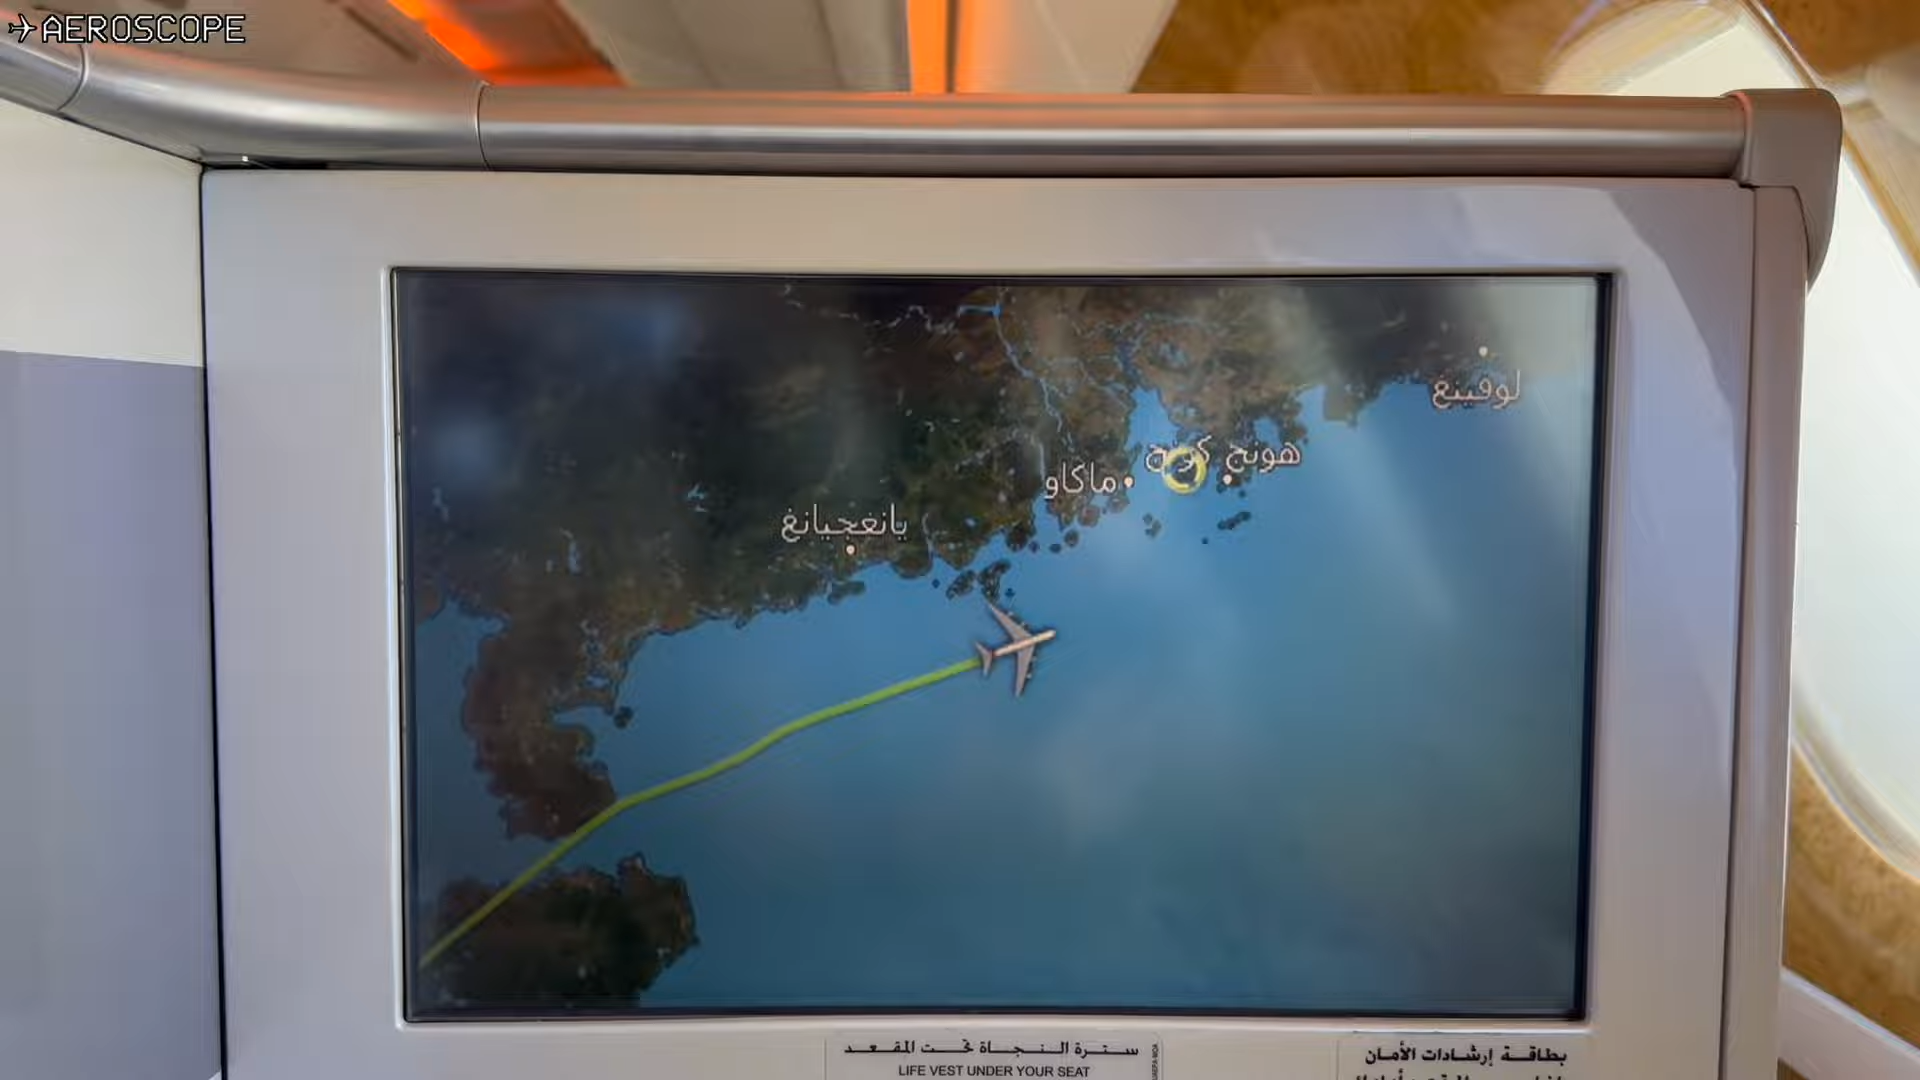 AEROSCOPE
لوفينغ
هونج كونج
ماكاو
يانغجيانغ
سترة النجاة تحت المقعد
LIFE VEST UNDER YOUR SEAT
بطاقة إرشادات الأمان